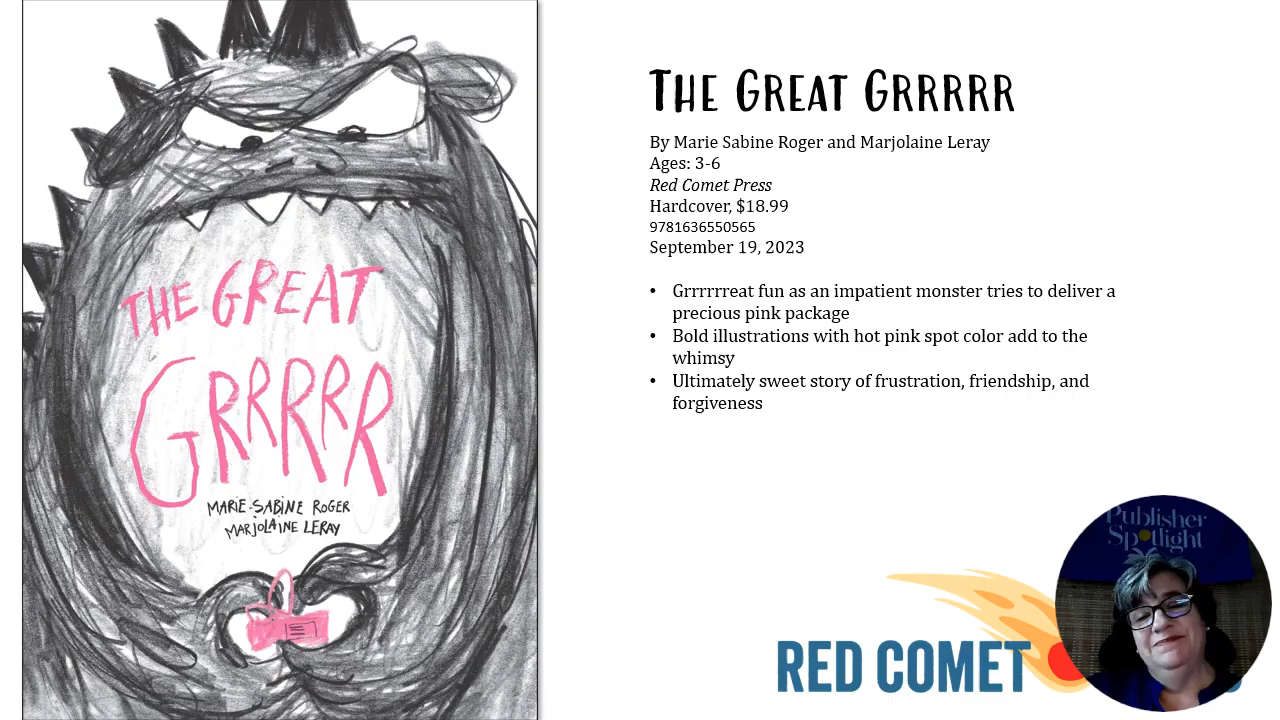 THE GREAT
GRRRRR
MARIE-SABINE ROGER
MARJOLAINE LERAY
THE GREAT GRRRRR
By Marie Sabine Roger and Marjolaine Leray
Ages: 3-6
Red Comet Press
Hardcover, $18.99
9781636550565
September 19, 2023
• Grrrrrreat fun as an impatient monster tries to deliver a
precious pink package
• Bold illustrations with hot pink spot color add to the
whimsy
• Ultimately sweet story of frustration, friendship, and
forgiveness
Publisher
Spotlight
RED COMET